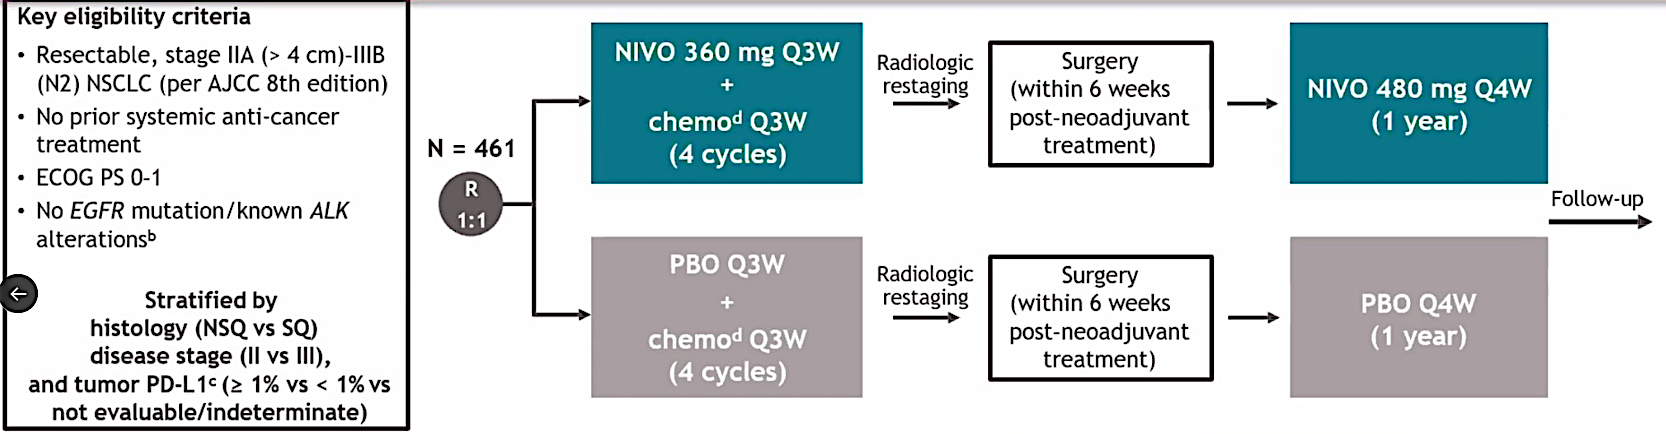 Key eligibility criteria
• Resectable, stage IIA (> 4 cm)-IIIB
(N2) NSCLC (per AJCC 8th edition)
• No prior systemic anti-cancer
treatment
• ECOG PS 0-1
• No EGFR mutation/known ALK
alterationsᵇ
Stratified by
histology (NSQ vs SQ)
disease stage (II vs III),
and tumor PD-L1ᶜ (≥ 1% vs < 1% vs
not evaluable/indeterminate)
N = 461
R
1:1
NIVO 360 mg Q3W
+
chemoᵈ Q3W
(4 cycles)
Radiologic
restaging
Surgery
(within 6 weeks
post-neoadjuvant
treatment)
NIVO 480 mg Q4W
(1 year)
PBO Q3W
+
chemoᵈ Q3W
(4 cycles)
Radiologic
restaging
Surgery
(within 6 weeks
post-neoadjuvant
treatment)
PBO Q4W
(1 year)
Follow-up